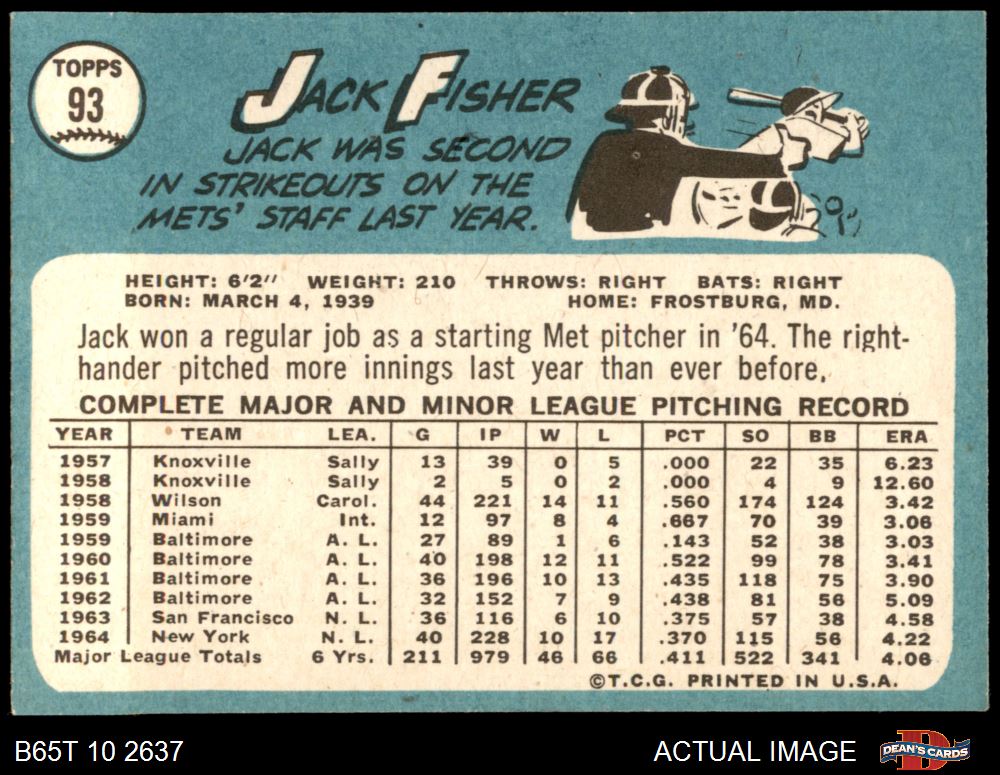 TOPPS
93
JACK FISHER
JACK WAS SECOND
IN STRIKEOUTS ON THE
METS' STAFF LAST YEAR.
HEIGHT: 6'2" WEIGHT: 210 THROWS: RIGHT BATS: RIGHT
BORN: MARCH 4, 1939 HOME: FROSTBURG, MD.
Jack won a regular job as a starting Met pitcher in '64. The right-
hander pitched more innings last year than ever before.
COMPLETE MAJOR AND MINOR LEAGUE PITCHING RECORD
YEAR TEAM LEA. G IP W L PCT SO BB ERA
1957 Knoxville Sally 13 39 0 5 .000 22 35 6.23
1958 Knoxville Sally 2 5 0 2 .000 4 9 12.60
1958 Wilson Carol. 44 221 14 11 .560 174 124 3.42
1959 Miami Int. 12 97 8 4 .667 70 39 3.06
1959 Baltimore A. L. 27 89 1 6 .143 52 38 3.03
1960 Baltimore A. L. 40 198 12 11 .522 99 78 3.41
1961 Baltimore A. L. 36 196 10 13 .435 118 75 3.90
1962 Baltimore A. L. 32 152 7 9 .438 81 56 5.09
1963 San Francisco N. L. 36 116 6 10 .375 57 38 4.58
1964 New York N. L. 40 228 10 17 .370 115 56 4.22
Major League Totals 6 Yrs. 211 979 46 66 .411 522 341 4.06
©T.C.G. PRINTED IN U.S.A.
B65T 10 2637 ACTUAL IMAGE DEAN'S CARDS